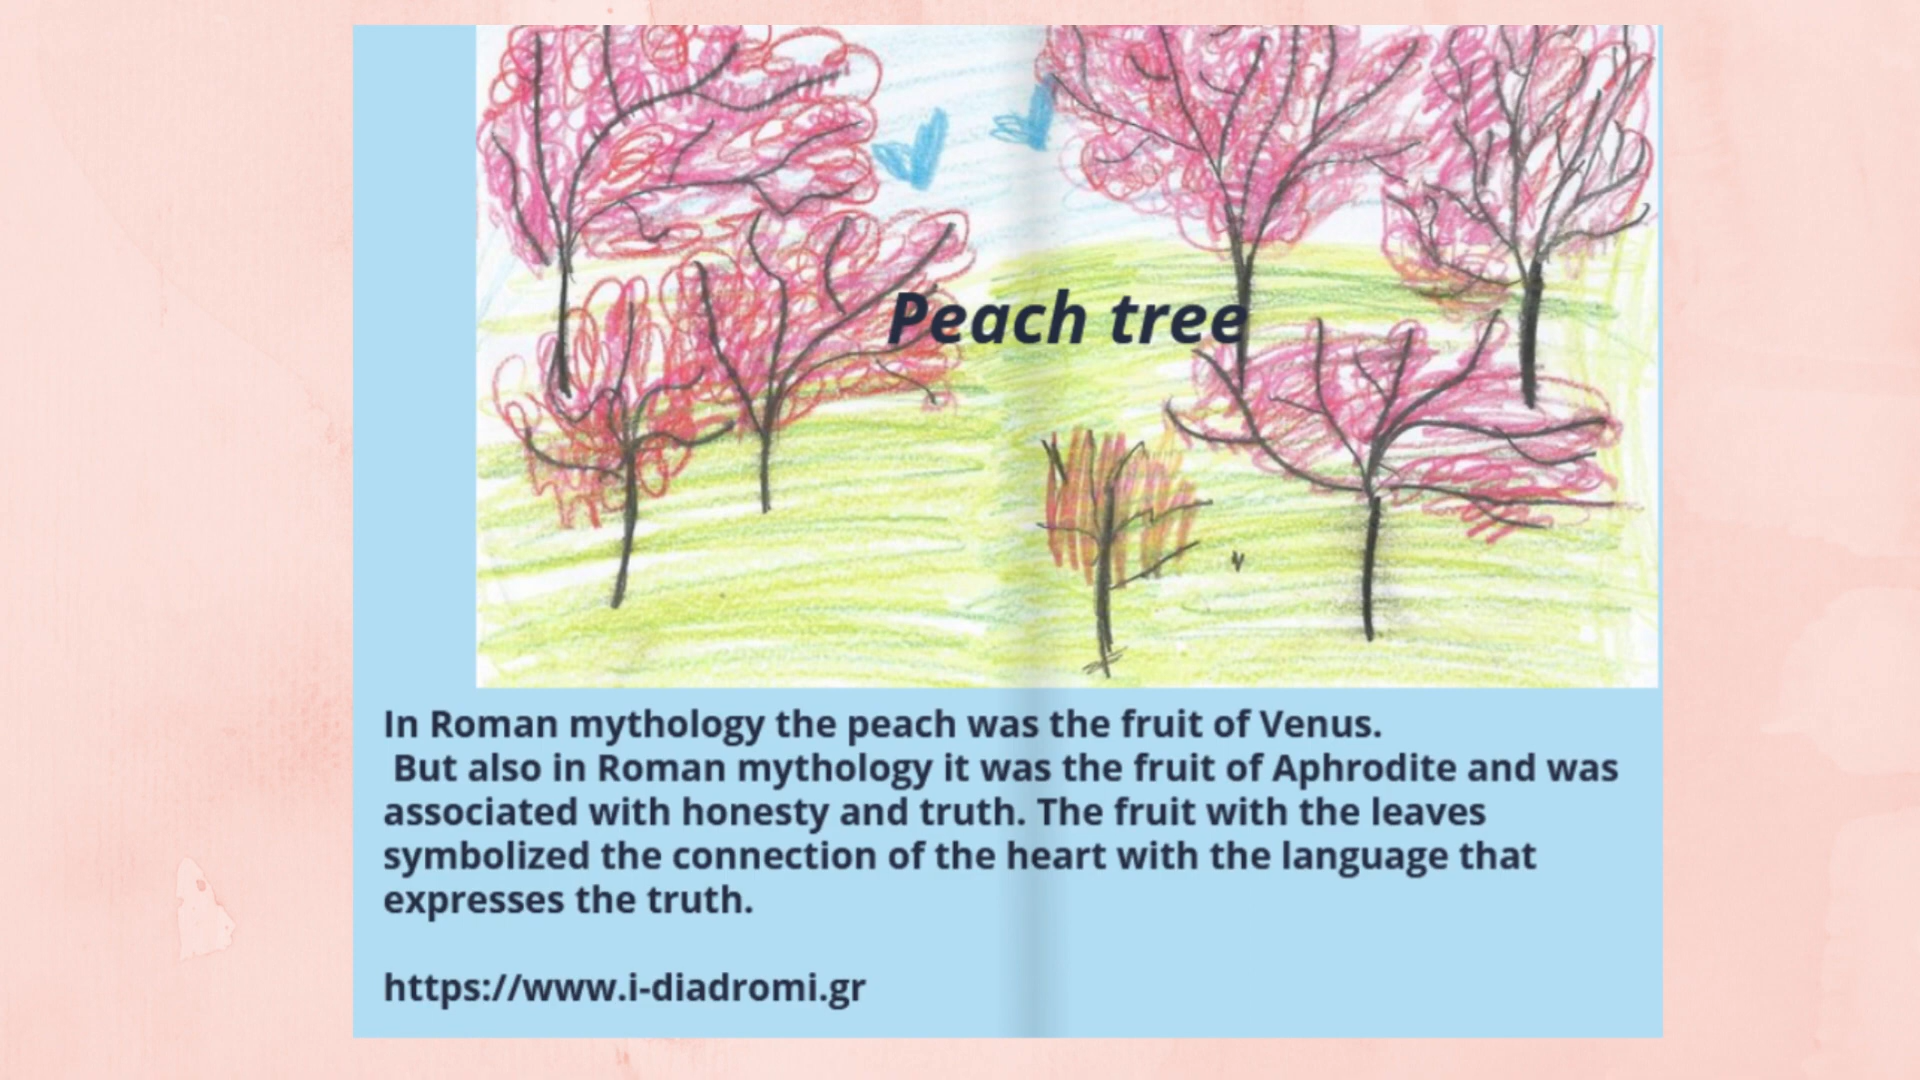 Peach tree
In Roman mythology the peach was the fruit of Venus.
But also in Roman mythology it was the fruit of Aphrodite and was
associated with honesty and truth. The fruit with the leaves
symbolized the connection of the heart with the language that
expresses the truth.
https://www.i-diadromi.gr